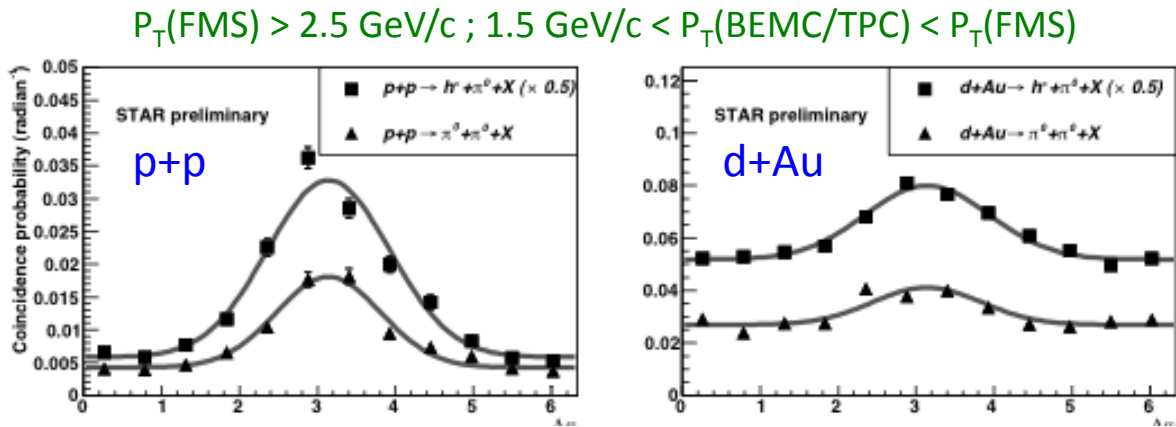 P_T(FMS) > 2.5 GeV/c ; 1.5 GeV/c < P_T(BEMC/TPC) < P_T(FMS)
Coincidence probability (radian⁻¹)
0.05
0.045
0.04
0.035
0.03
0.025
0.02
0.015
0.01
0.005
0
STAR preliminary
p+p
p+p → h⁺+π⁰+X (× 0.5)
p+p → π⁰+π⁰+X
0 1 2 3 4 5 6
0.12
0.1
0.08
0.06
0.04
0.02
0
STAR preliminary
d+Au
d+Au → h⁺+π⁰+X (× 0.5)
d+Au → π⁰+π⁰+X
0 1 2 3 4 5 6